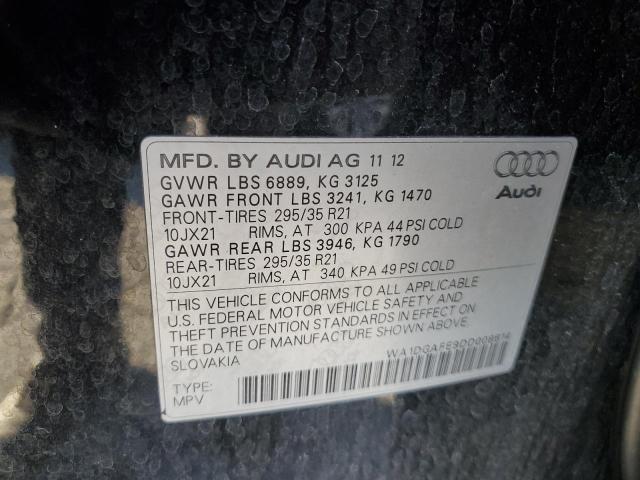 MFD. BY AUDI AG 11 12
GVWR LBS 6889, KG 3125
GAWR FRONT LBS 3241, KG 1470
FRONT-TIRES 295/35 R21
10JX21 RIMS, AT 300 KPA 44 PSI COLD
GAWR REAR LBS 3946, KG 1790
REAR-TIRES 295/35 R21
10JX21 RIMS, AT 340 KPA 49 PSI COLD
THIS VEHICLE CONFORMS TO ALL APPLICABLE
U.S. FEDERAL MOTOR VEHICLE SAFETY AND
THEFT PREVENTION STANDARDS IN EFFECT ON
THE DATE OF MANUFACTURE SHOWN ABOVE.
SLOVAKIA
TYPE:
MPV
Audi